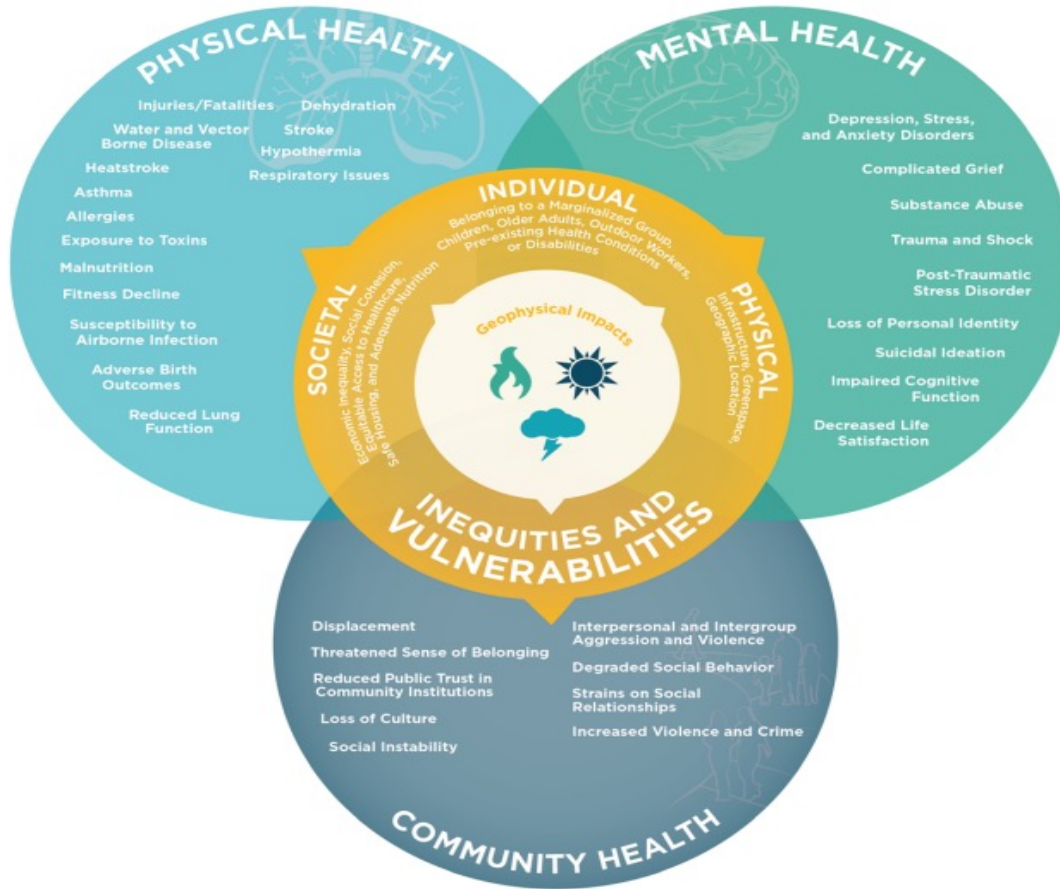 PHYSICAL HEALTH
Injuries/Fatalities
Dehydration
Water and Vector
Borne Disease
Stroke
Hypothermia
Heatstroke
Respiratory Issues
Asthma
Allergies
Exposure to Toxins
Malnutrition
Fitness Decline
Susceptibility to
Airborne Infection
Adverse Birth
Outcomes
Reduced Lung
Function
MENTAL HEALTH
Depression, Stress,
and Anxiety Disorders
Complicated Grief
Substance Abuse
Trauma and Shock
Post-Traumatic
Stress Disorder
Loss of Personal Identity
Suicidal Ideation
Impaired Cognitive
Function
Decreased Life
Satisfaction
INDIVIDUAL
Belonging to a Marginalized Group,
Children, Older Adults, Outdoor Workers,
Pre-existing Health Conditions
or Disabilities
SOCIETAL
Economic Inequality, Social Cohesion,
Equitable Access to Healthcare,
Safe Housing, and Adequate Nutrition
PHYSICAL
Infrastructure, Greenspace,
Geographic Location
Geophysical Impacts
INEQUITIES AND
VULNERABILITIES
Displacement
Threatened Sense of Belonging
Reduced Public Trust in
Community Institutions
Loss of Culture
Social Instability
Interpersonal and Intergroup
Aggression and Violence
Degraded Social Behavior
Strains on Social
Relationships
Increased Violence and Crime
COMMUNITY HEALTH